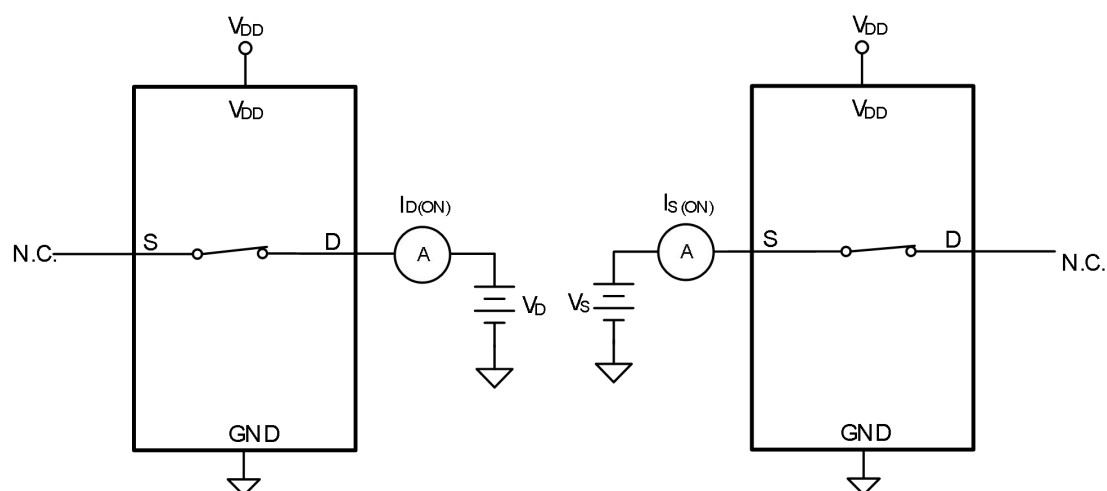 VDD
VDD
N.C.
S
D
ID(ON)
A
VD
GND
VDD
VDD
IS(ON)
A
VS
S
D
N.C.
GND